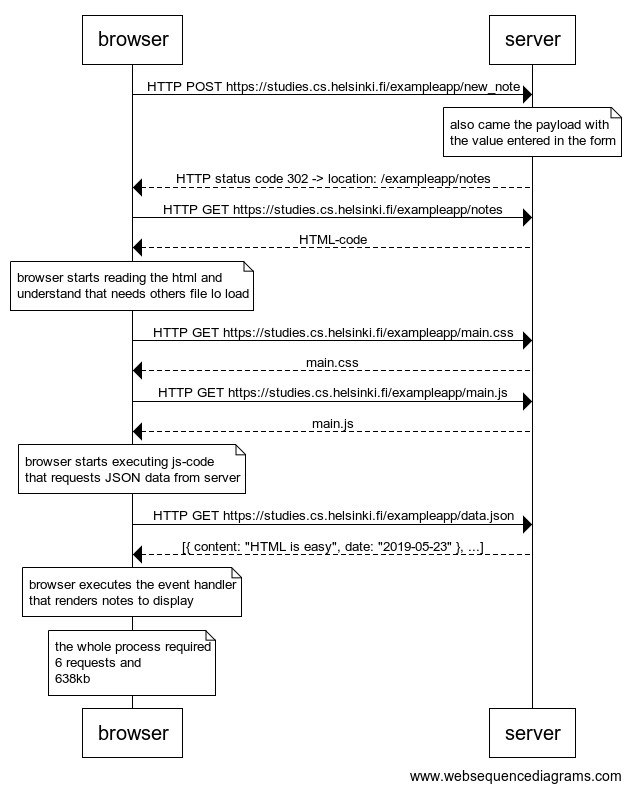 browser
server
HTTP POST https://studies.cs.helsinki.fi/exampleapp/new_note
also came the payload with
the value entered in the form
HTTP status code 302 -> location: /exampleapp/notes
HTTP GET https://studies.cs.helsinki.fi/exampleapp/notes
HTML-code
browser starts reading the html and
understand that needs others file lo load
HTTP GET https://studies.cs.helsinki.fi/exampleapp/main.css
main.css
HTTP GET https://studies.cs.helsinki.fi/exampleapp/main.js
main.js
browser starts executing js-code
that requests JSON data from server
HTTP GET https://studies.cs.helsinki.fi/exampleapp/data.json
[{ content: "HTML is easy", date: "2019-05-23" }, ...]
browser executes the event handler
that renders notes to display
the whole process required
6 requests and
638kb
browser
server
www.websequencediagrams.com